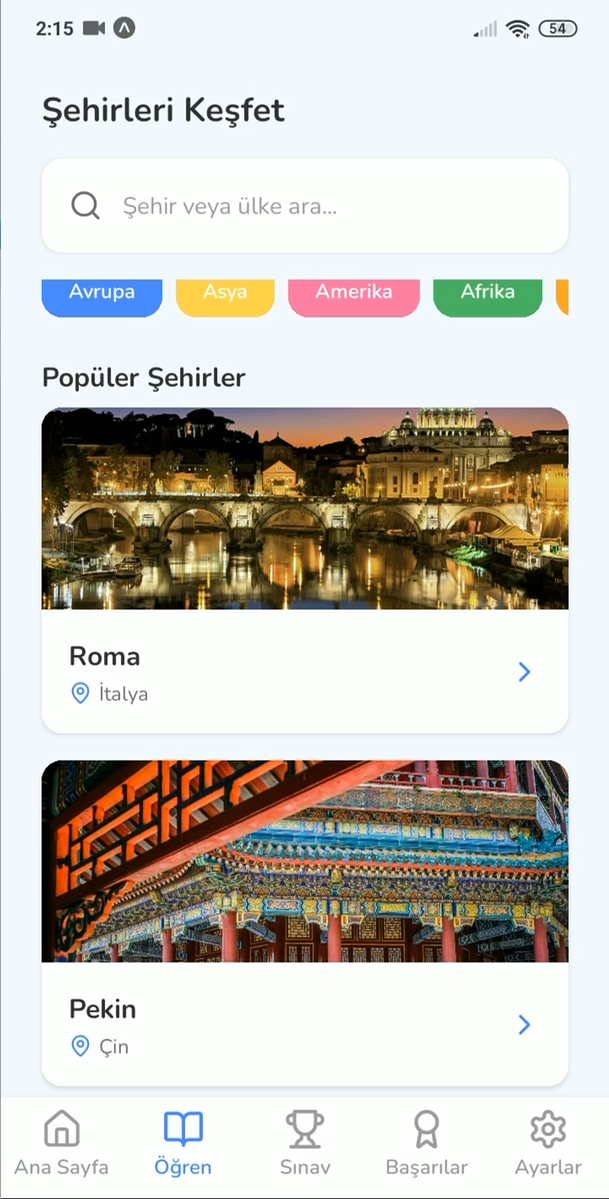 2:15
54
Şehirleri Keşfet
Şehir veya ülke ara...
Avrupa Asya Amerika Afrika
Popüler Şehirler
Roma
İtalya
Pekin
Çin
Ana Sayfa Öğren Sınav Başarılar Ayarlar